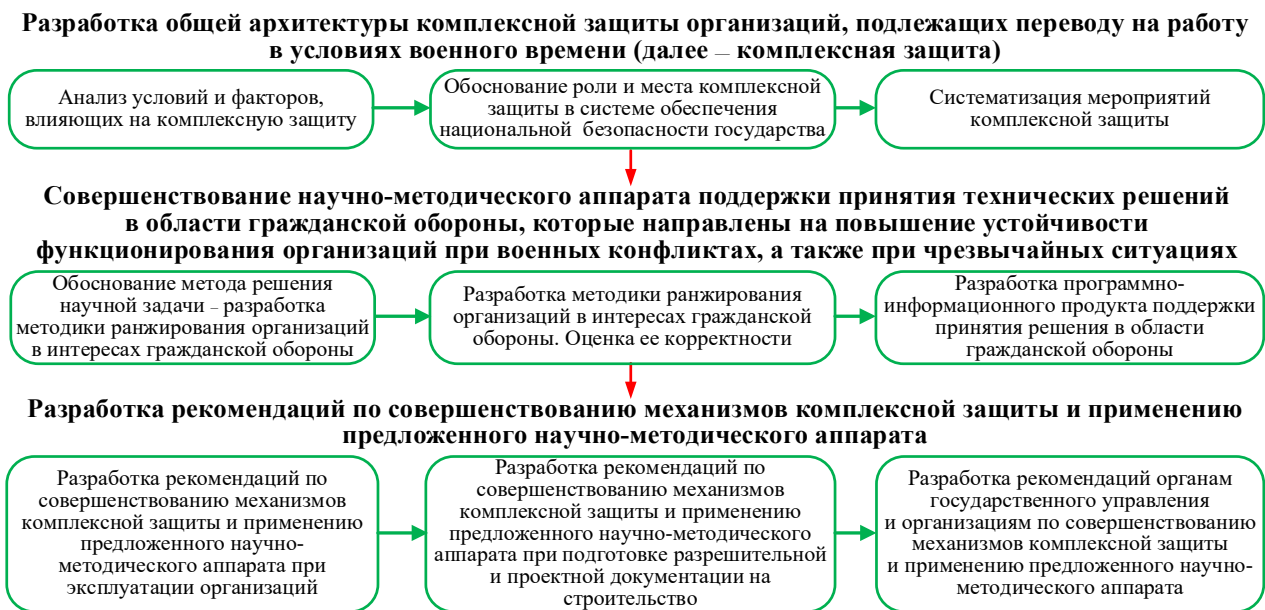 Разработка общей архитектуры комплексной защиты организаций, подлежащих переводу на работу
в условиях военного времени (далее – комплексная защита)
Анализ условий и факторов,
влияющих на комплексную защиту
Обоснование роли и места комплексной
защиты в системе обеспечения
национальной безопасности государства
Систематизация мероприятий
комплексной защиты
Совершенствование научно-методического аппарата поддержки принятия технических решений
в области гражданской обороны, которые направлены на повышение устойчивости
функционирования организаций при военных конфликтах, а также при чрезвычайных ситуациях
Обоснование метода решения
научной задачи – разработка
методики ранжирования организаций
в интересах гражданской обороны
Разработка методики ранжирования
организаций в интересах гражданской
обороны. Оценка ее корректности
Разработка программно-
информационного продукта поддержки
принятия решения в области
гражданской обороны
Разработка рекомендаций по совершенствованию механизмов комплексной защиты и применению
предложенного научно-методического аппарата
Разработка рекомендаций по
совершенствованию механизмов
комплексной защиты и применению
предложенного научно-
методического аппарата при
эксплуатации организаций
Разработка рекомендаций по
совершенствованию механизмов
комплексной защиты и применению
предложенного научно-методического
аппарата при подготовке разрешительной
и проектной документации на
строительство
Разработка рекомендаций органам
государственного управления
и организациям по совершенствованию
механизмов комплексной защиты
и применению предложенного научно-
методического аппарата